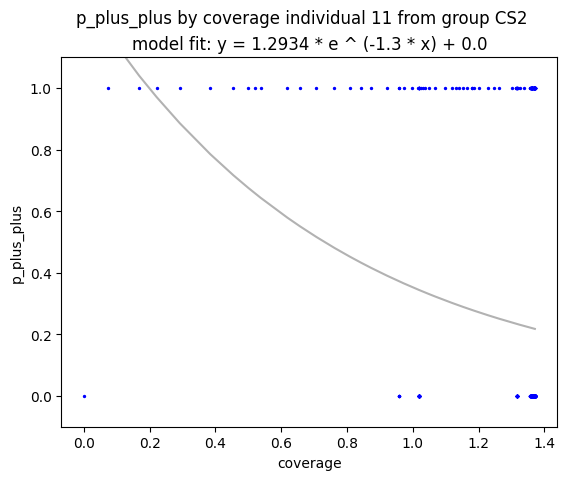 p_plus_plus by coverage individual 11 from group CS2
model fit: y = 1.2934 * e ^ (-1.3 * x) + 0.0
1.0
0.8
0.6
0.4
0.2
0.0
p_plus_plus
0.0 0.2 0.4 0.6 0.8 1.0 1.2 1.4
coverage